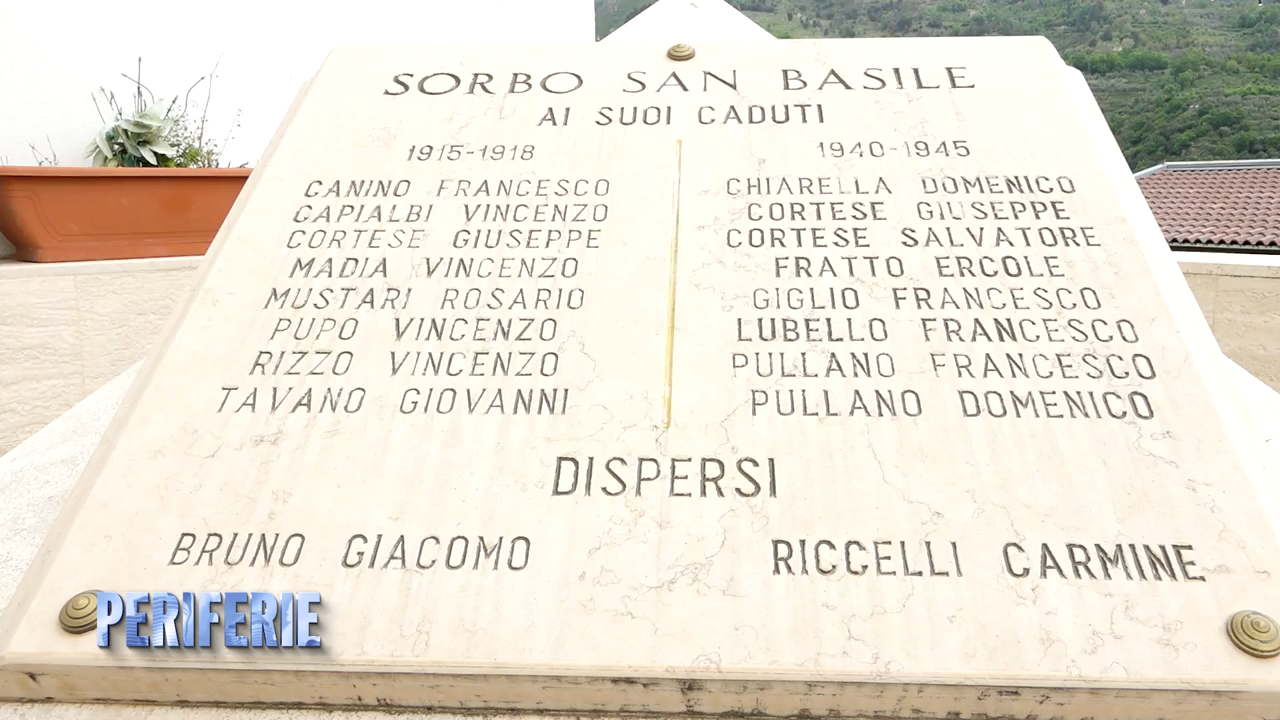 SORBO SAN BASILE
AI SUOI CADUTI
1915-1918
CANINO FRANCESCO
CAPIALBI VINCENZO
CORTESE GIUSEPPE
MADIA VINCENZO
MUSTARI ROSARIO
PUPO VINCENZO
RIZZO VINCENZO
TAVANO GIOVANNI
1940-1945
CHIARELLA DOMENICO
CORTESE GIUSEPPE
CORTESE SALVATORE
FRATTO ERCOLE
GIGLIO FRANCESCO
LUBELLO FRANCESCO
PULLANO FRANCESCO
PULLANO DOMENICO
DISPERSI
BRUNO GIACOMO
RICCELLI CARMINE
PERIFERIE